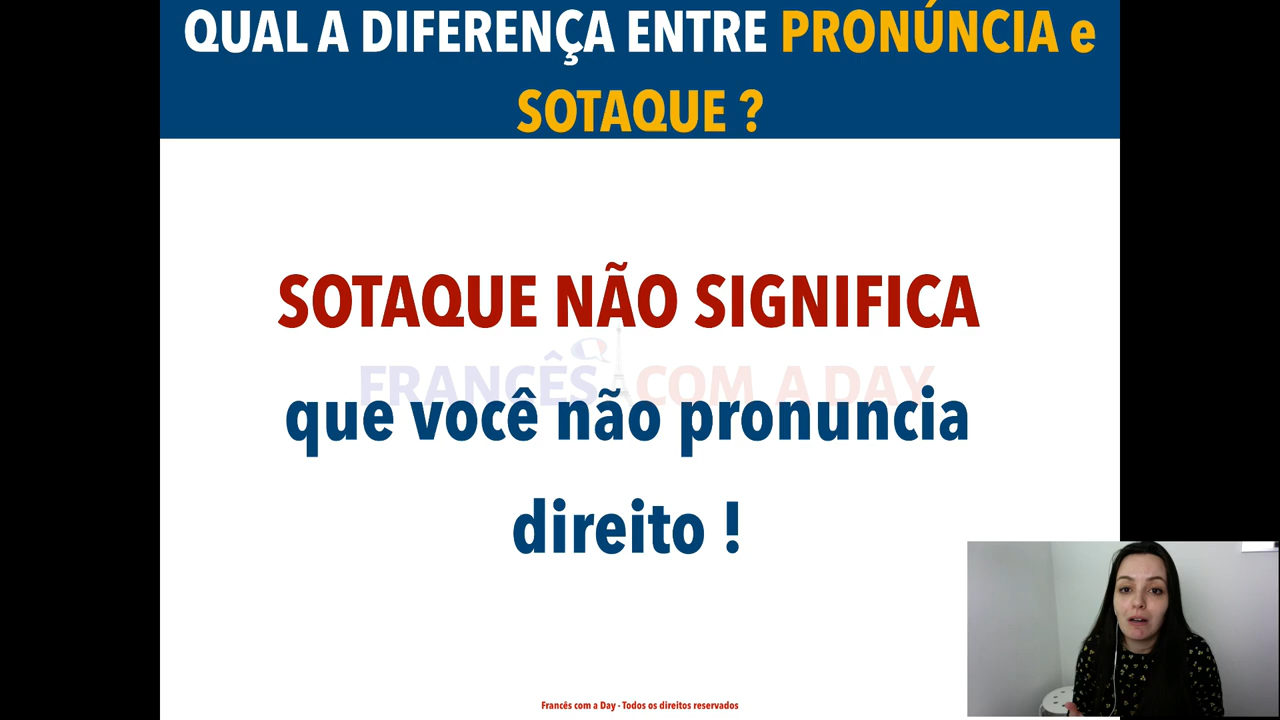 QUAL A DIFERENÇA ENTRE PRONÚNCIA e
SOTAQUE ?
SOTAQUE NÃO SIGNIFICA
FRANCÊS COM A DAY
que você não pronuncia
direito !
Francês com a Day - Todos os direitos reservados